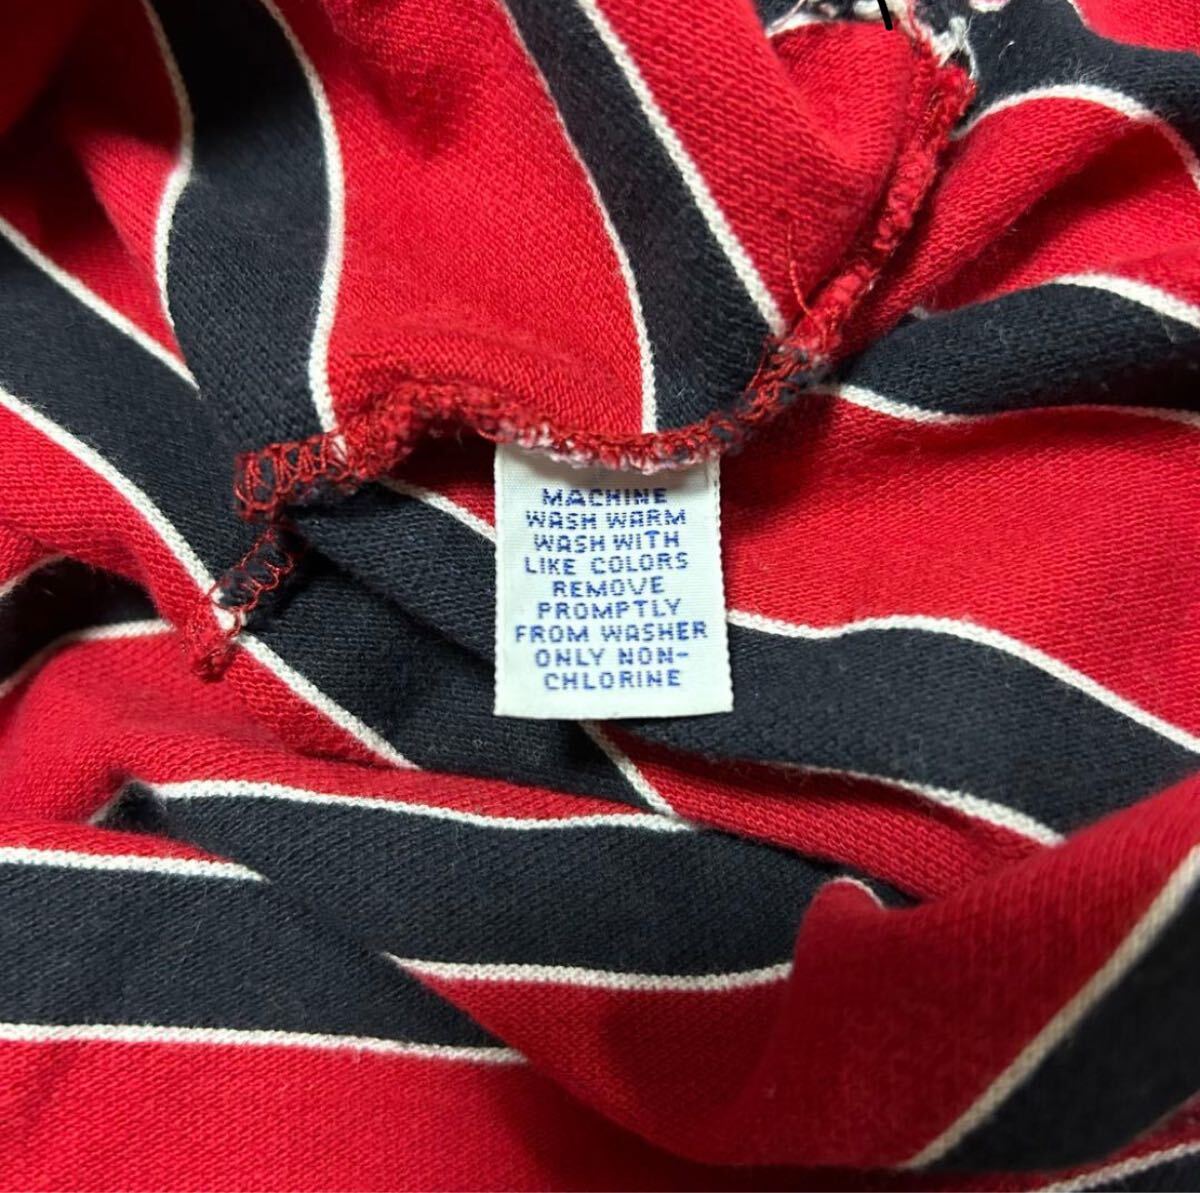 MACHINE
WASH WARM
WASH WITH
LIKE COLORS
REMOVE
PROMPTLY
FROM WASHER
ONLY NON-
CHLORINE